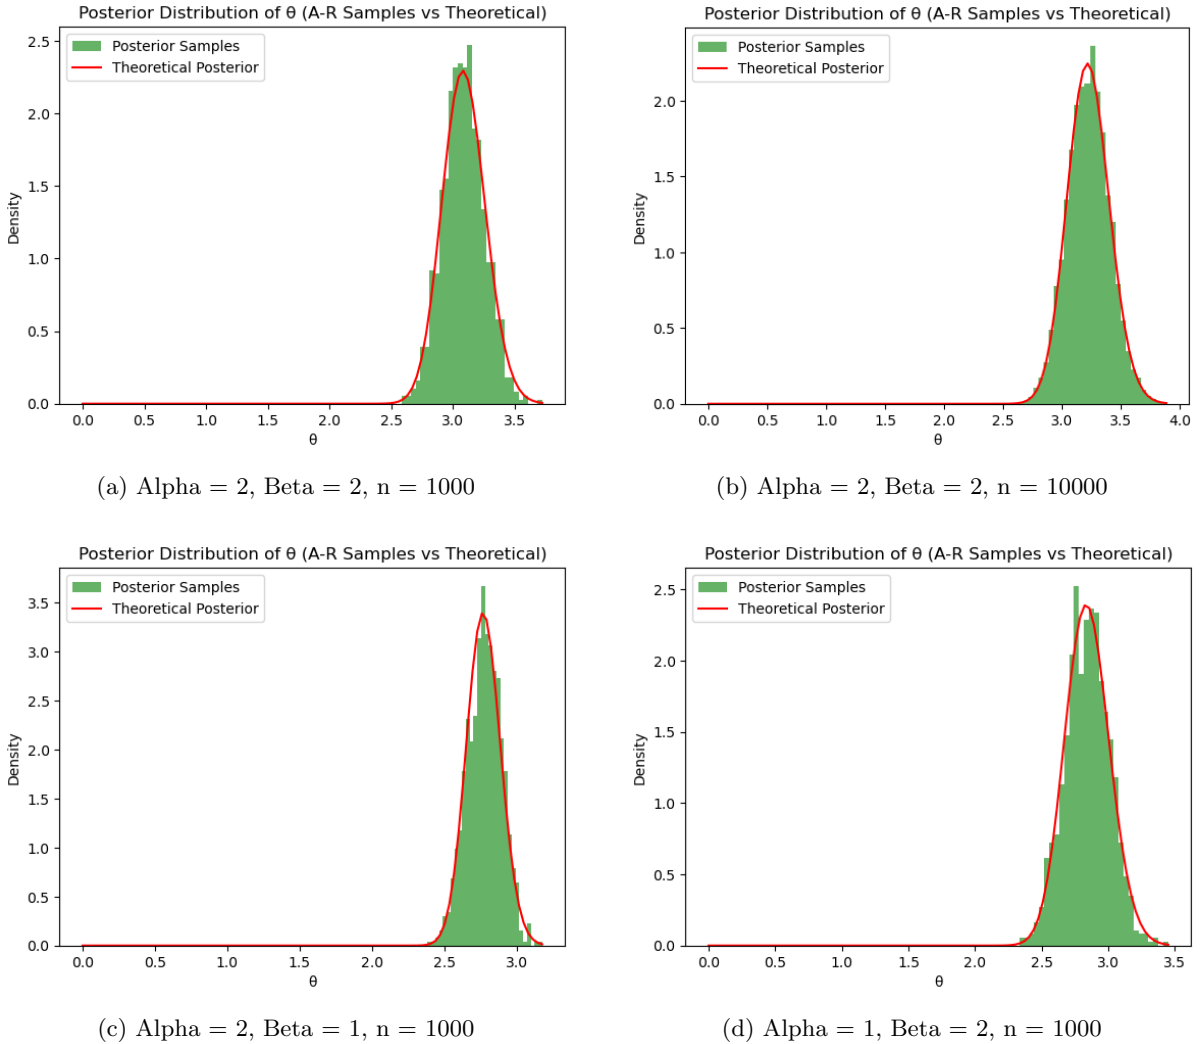 Posterior Distribution of θ (A-R Samples vs Theoretical)
Posterior Samples
Theoretical Posterior
Density
2.5
2.0
1.5
1.0
0.5
0.0
0.0 0.5 1.0 1.5 2.0 2.5 3.0 3.5
θ
(a) Alpha = 2, Beta = 2, n = 1000
Posterior Distribution of θ (A-R Samples vs Theoretical)
Posterior Samples
Theoretical Posterior
Density
2.0
1.5
1.0
0.5
0.0
0.0 0.5 1.0 1.5 2.0 2.5 3.0 3.5 4.0
θ
(b) Alpha = 2, Beta = 2, n = 10000
Posterior Distribution of θ (A-R Samples vs Theoretical)
Posterior Samples
Theoretical Posterior
Density
3.5
3.0
2.5
2.0
1.5
1.0
0.5
0.0
0.0 0.5 1.0 1.5 2.0 2.5 3.0
θ
(c) Alpha = 2, Beta = 1, n = 1000
Posterior Distribution of θ (A-R Samples vs Theoretical)
Posterior Samples
Theoretical Posterior
Density
2.5
2.0
1.5
1.0
0.5
0.0
0.0 0.5 1.0 1.5 2.0 2.5 3.0 3.5
θ
(d) Alpha = 1, Beta = 2, n = 1000